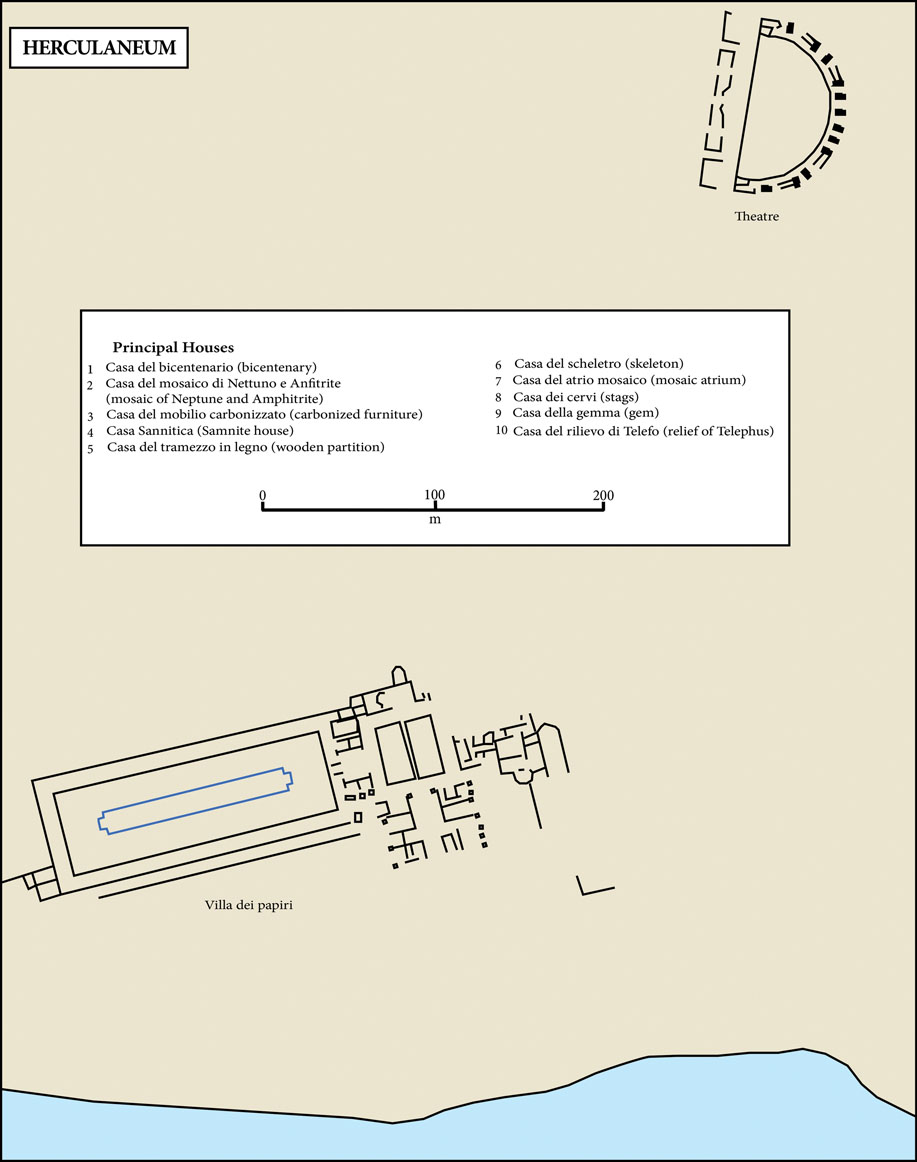 HERCULANEUM
Theatre
Principal Houses
1 Casa del bicentenario (bicentenary)
2 Casa del mosaico di Nettuno e Anfitrite
(mosaic of Neptune and Amphitrite)
3 Casa del mobilio carbonizzato (carbonized furniture)
4 Casa Sannitica (Samnite house)
5 Casa del tramezzo in legno (wooden partition)
6 Casa del scheletro (skeleton)
7 Casa del atrio mosaico (mosaic atrium)
8 Casa dei cervi (stags)
9 Casa della gemma (gem)
10 Casa del rilievo di Telefo (relief of Telephus)
0 100 200
m
Villa dei papiri